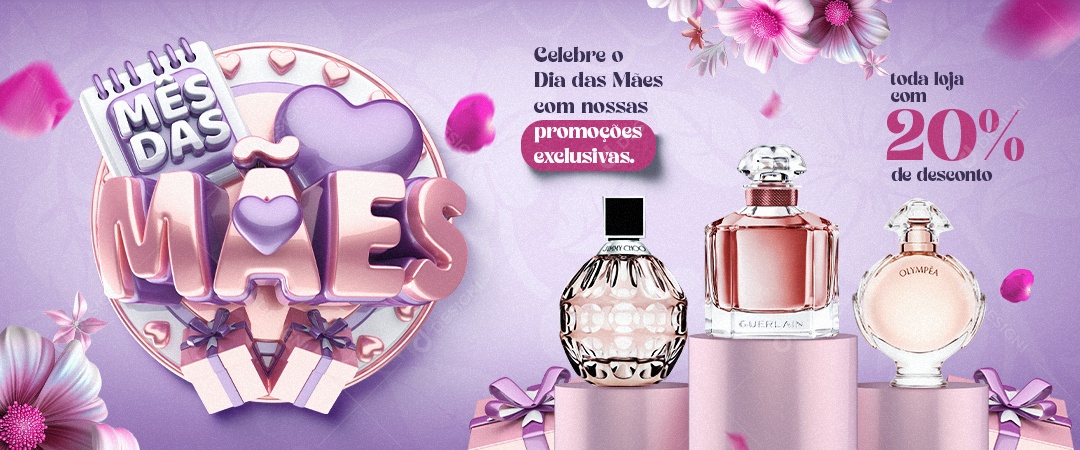 MÊS
DAS
MÃES
Celebre o
Dia das Mães
com nossas
promoções
exclusivas.
toda loja
com
20%
de desconto
JIMMY CHOO
GUERLAIN
OLYMPÉA